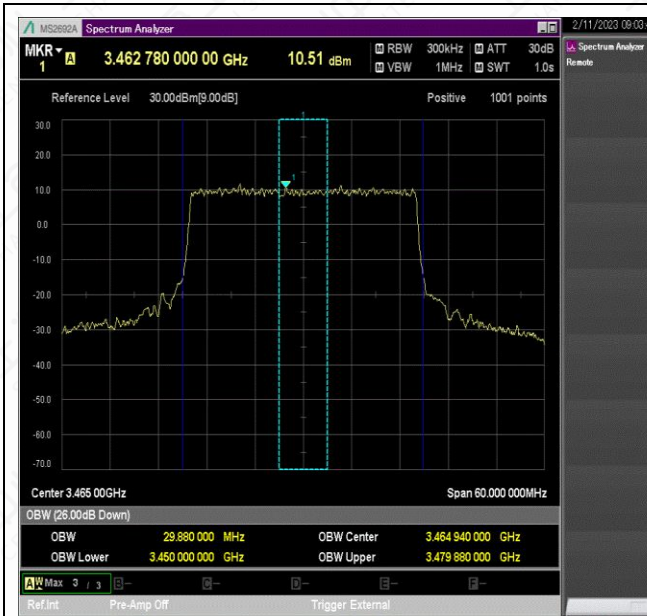 MS2692A Spectrum Analyzer
2/11/2023 09:03:
MKR 1 A 3.462 780 000 00 GHz 10.51 dBm
RBW 300kHz ATT 30dB
VBW 1MHz SWT 1.0s
Spectrum Analyzer
Remote
Reference Level 30.00dBm[9.00dB] Positive 1001 points
1
30.0
20.0
1
10.0
0.0
-10.0
-20.0
-30.0
-40.0
-50.0
-60.0
-70.0
Center 3.465 00GHz Span 60.000 000MHz
OBW (26.00dB Down)
OBW 29.880 000 MHz OBW Center 3.464 940 000 GHz
OBW Lower 3.450 000 000 GHz OBW Upper 3.479 880 000 GHz
A W Max 3 / 3 B- C- D- E- F-
Ref.Int Pre-Amp Off Trigger External